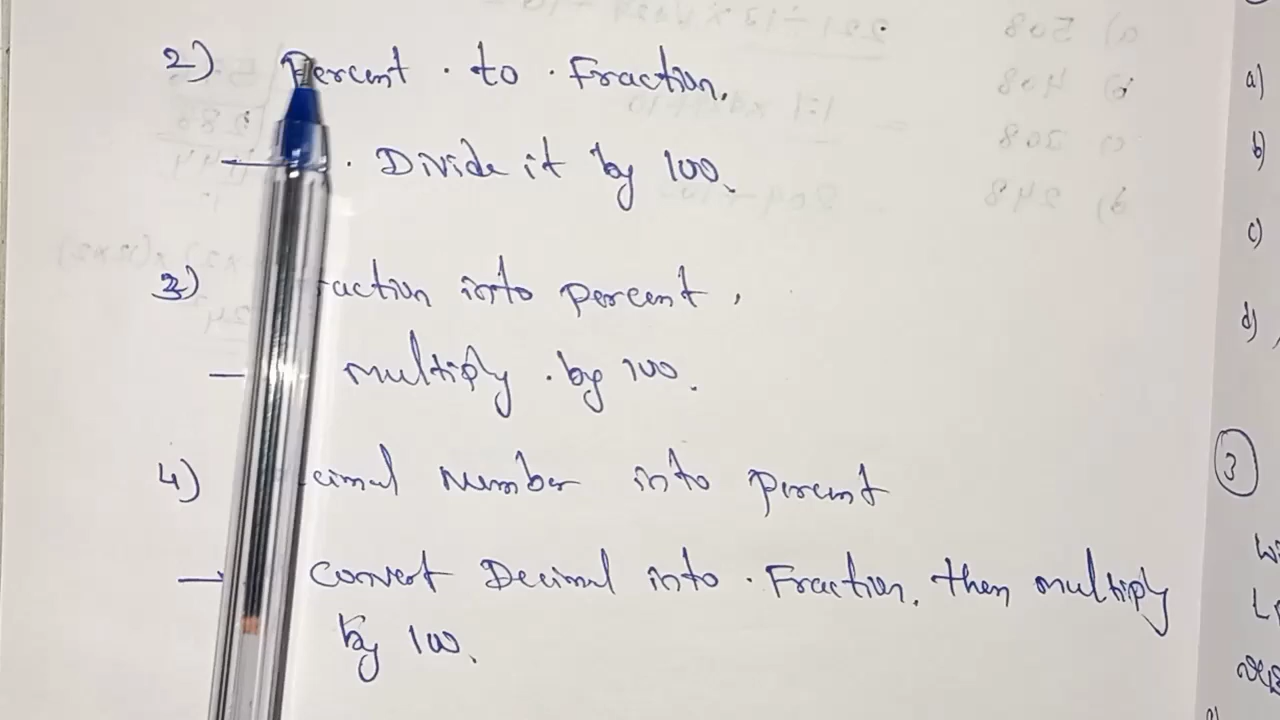 2) Percent . to . Fraction.
— . Divide it by 100.
3) raction into percent.
— multiply . by 100.
4) cimal Number into percent
— convert Decimal into . Fraction. then multiply
by 100.
a)
b)
c)
d)
3